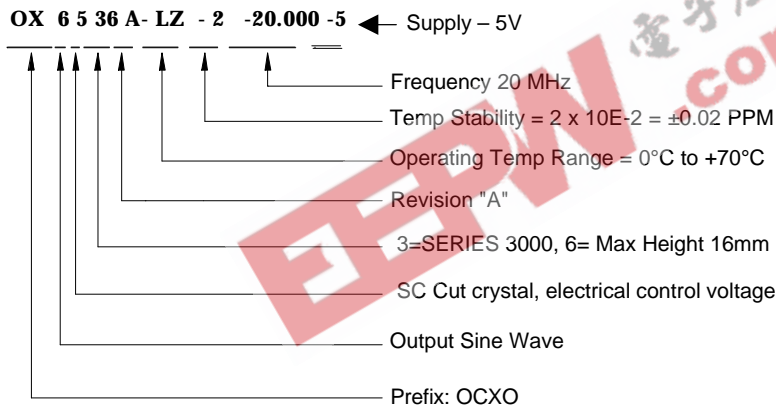 OX 6 5 36 A- LZ - 2 -20.000 -5 Supply – 5V
Frequency 20 MHz
Temp Stability = 2 x 10E-2 = ±0.02 PPM
Operating Temp Range = 0°C to +70°C
Revision "A"
3=SERIES 3000, 6= Max Height 16mm
SC Cut crystal, electrical control voltage
Output Sine Wave
Prefix: OCXO
EEPW
.com